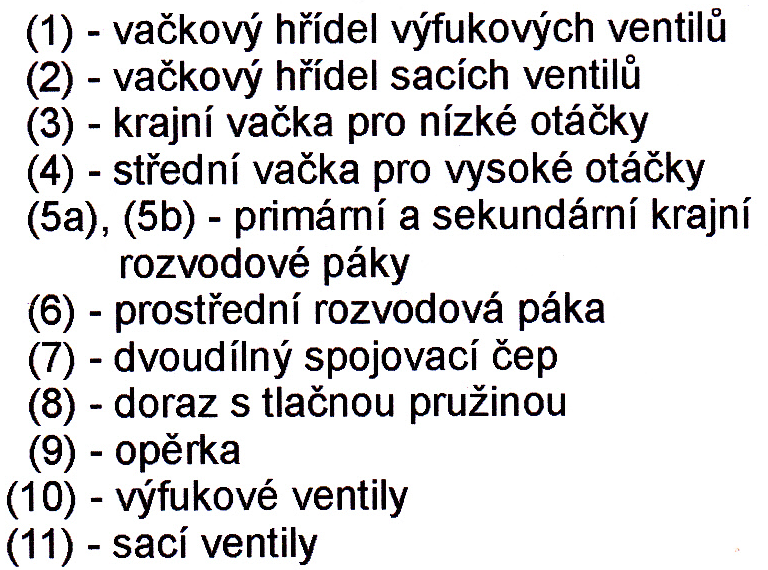 (1) - vačkový hřídel výfukových ventilů
(2) - vačkový hřídel sacích ventilů
(3) - krajní vačka pro nízké otáčky
(4) - střední vačka pro vysoké otáčky
(5a), (5b) - primární a sekundární krajní
rozvodové páky
(6) - prostřední rozvodová páka
(7) - dvoudílný spojovací čep
(8) - doraz s tlačnou pružinou
(9) - opěrka
(10) - výfukové ventily
(11) - sací ventily